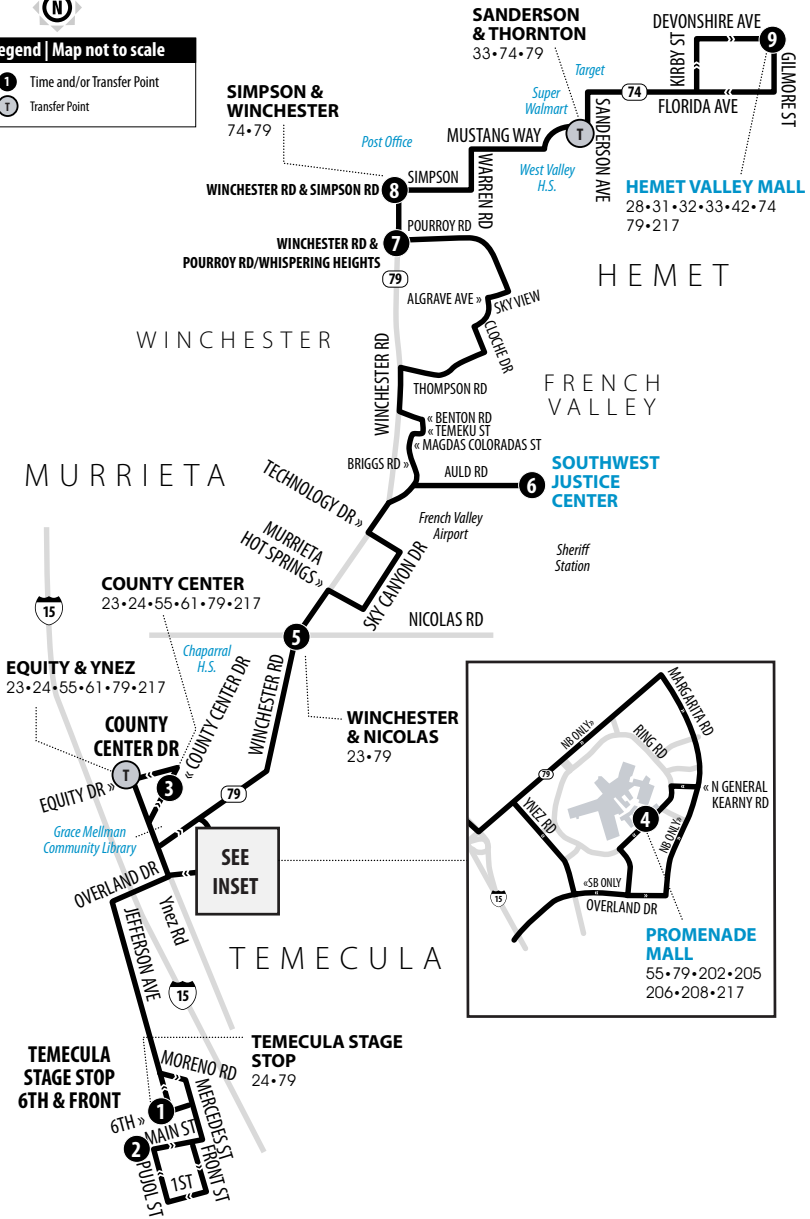 N
egend | Map not to scale
1 Time and/or Transfer Point
T Transfer Point
SANDERSON
& THORNTON
33•74•79
DEVONSHIRE AVE
9
KIRBY ST
GILMORE ST
Target
Super
Walmart
74
FLORIDA AVE
SANDERSON AVE
T
MUSTANG WAY
West Valley
H.S.
SIMPSON &
WINCHESTER
74•79
Post Office
WARREN RD
SIMPSON
WINCHESTER RD & SIMPSON RD
8
HEMET VALLEY MALL
28•31•32•33•42•74
79•217
POURROY RD
WINCHESTER RD &
POURROY RD/WHISPERING HEIGHTS
7
79
HEMET
ALGRAVE AVE »
SKY VIEW
CLOCHE DR
WINCHESTER
WINCHESTER RD
THOMPSON RD
FRENCH
VALLEY
« BENTON RD
« TEMEKU ST
« MAGDAS COLORADAS ST
BRIGGS RD »
AULD RD
6
SOUTHWEST
JUSTICE
CENTER
MURRIETA
TECHNOLOGY DR »
French Valley
Airport
Sheriff
Station
MURRIETA
HOT SPRINGS »
SKY CANYON DR
15
COUNTY CENTER
23•24•55•61•79•217
NICOLAS RD
5
Chaparral
H.S.
EQUITY & YNEZ
23•24•55•61•79•217
« COUNTY CENTER DR
WINCHESTER RD
WINCHESTER
& NICOLAS
23•79
COUNTY
CENTER DR
T
3
EQUITY DR »
79
Grace Mellman
Community Library
SEE
INSET
OVERLAND DR
JEFFERSON AVE
Ynez Rd
TEMECULA
15
MARGARITA RD
NB ONLY»
RING RD
79
« N GENERAL
KEARNY RD
YNEZ RD
4
NB ONLY»
«SB ONLY
OVERLAND DR
15
PROMENADE
MALL
55•79•202•205
206•208•217
TEMECULA STAGE
STOP
24•79
TEMECULA
STAGE STOP
6TH & FRONT
MORENO RD
MERCEDES ST
1
6TH »
MAIN ST
2
PUJOL ST
1ST
FRONT ST